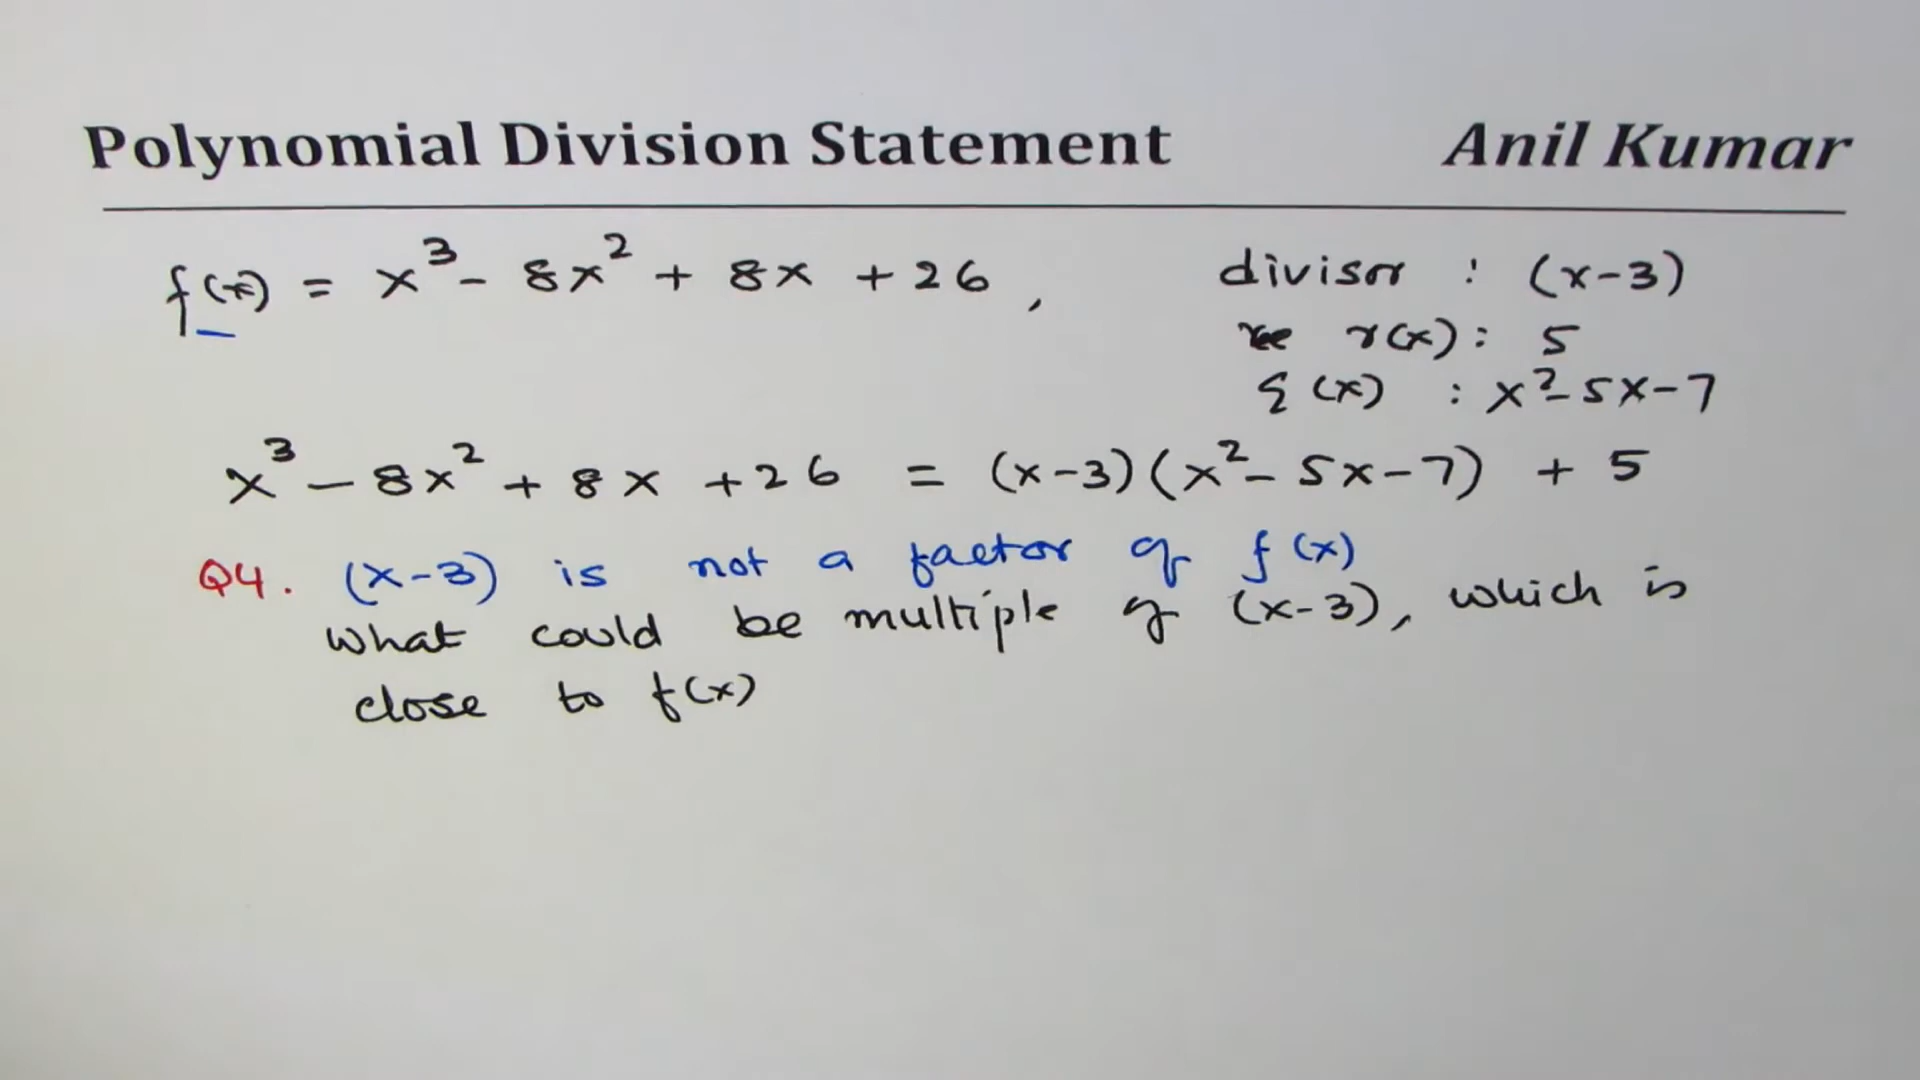 Polynomial Division Statement Anil Kumar
f(x) = x³ - 8x² + 8x + 26 , divisor : (x-3)
r(x) : 5
q(x) : x² - 5x - 7
x³ - 8x² + 8x + 26 = (x-3)(x² - 5x - 7) + 5
Q4. (x-3) is not a factor of f(x)
What could be multiple of (x-3), which is
close to f(x)